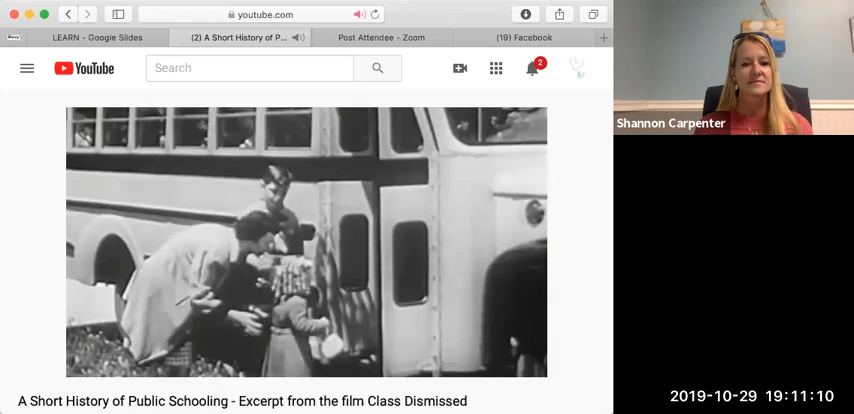 youtube.com
LEARN - Google Slides
(2) A Short History of P...
Post Attendee - Zoom
(19) Facebook
YouTube
Search
2
Shannon Carpenter
A Short History of Public Schooling - Excerpt from the film Class Dismissed
2019-10-29 19:11:10